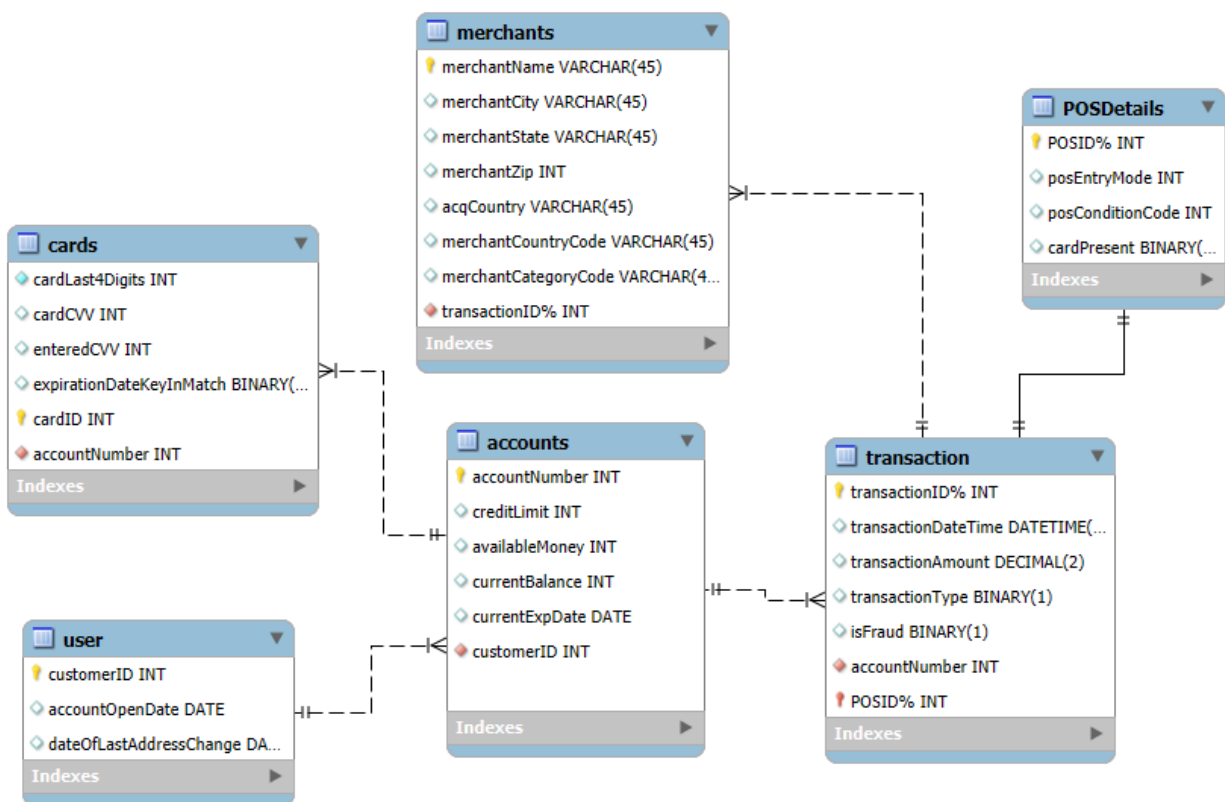 merchants
merchantName VARCHAR(45)
merchantCity VARCHAR(45)
merchantState VARCHAR(45)
merchantZip INT
acqCountry VARCHAR(45)
merchantCountryCode VARCHAR(45)
merchantCategoryCode VARCHAR(4...
transactionID% INT
Indexes
POSDetails
POSID% INT
posEntryMode INT
posConditionCode INT
cardPresent BINARY(...
Indexes
cards
cardLast4Digits INT
cardCVV INT
enteredCVV INT
expirationDateKeyInMatch BINARY(...
cardID INT
accountNumber INT
Indexes
accounts
accountNumber INT
creditLimit INT
availableMoney INT
currentBalance INT
currentExpDate DATE
customerID INT
Indexes
transaction
transactionID% INT
transactionDateTime DATETIME(...
transactionAmount DECIMAL(2)
transactionType BINARY(1)
isFraud BINARY(1)
accountNumber INT
POSID% INT
Indexes
user
customerID INT
accountOpenDate DATE
dateOfLastAddressChange DA...
Indexes